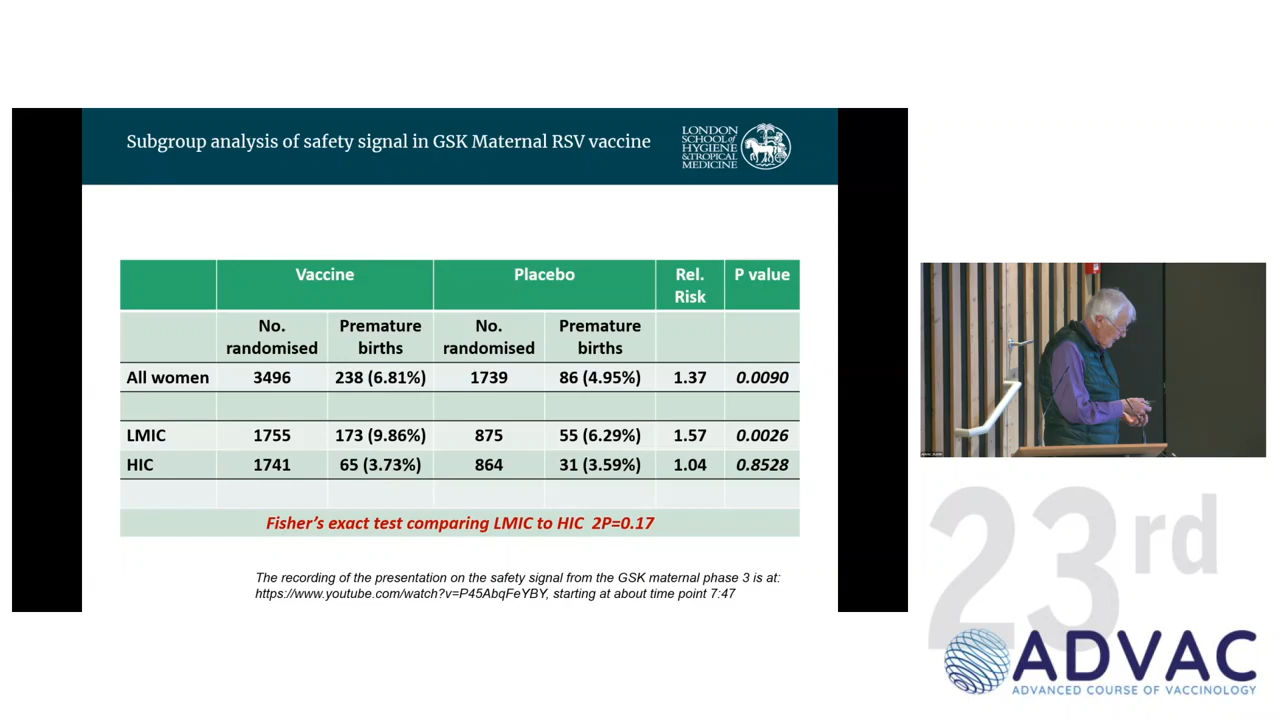 Subgroup analysis of safety signal in GSK Maternal RSV vaccine
LONDON
SCHOOL of
HYGIENE
& TROPICAL
MEDICINE
Vaccine Placebo Rel. Risk P value
No. randomised Premature births No. randomised Premature births
All women 3496 238 (6.81%) 1739 86 (4.95%) 1.37 0.0090
LMIC 1755 173 (9.86%) 875 55 (6.29%) 1.57 0.0026
HIC 1741 65 (3.73%) 864 31 (3.59%) 1.04 0.8528
Fisher's exact test comparing LMIC to HIC 2P=0.17
The recording of the presentation on the safety signal from the GSK maternal phase 3 is at:
https://www.youtube.com/watch?v=P45AbqFeYBY, starting at about time point 7:47
23rd
ADVAC
ADVANCED COURSE OF VACCINOLOGY